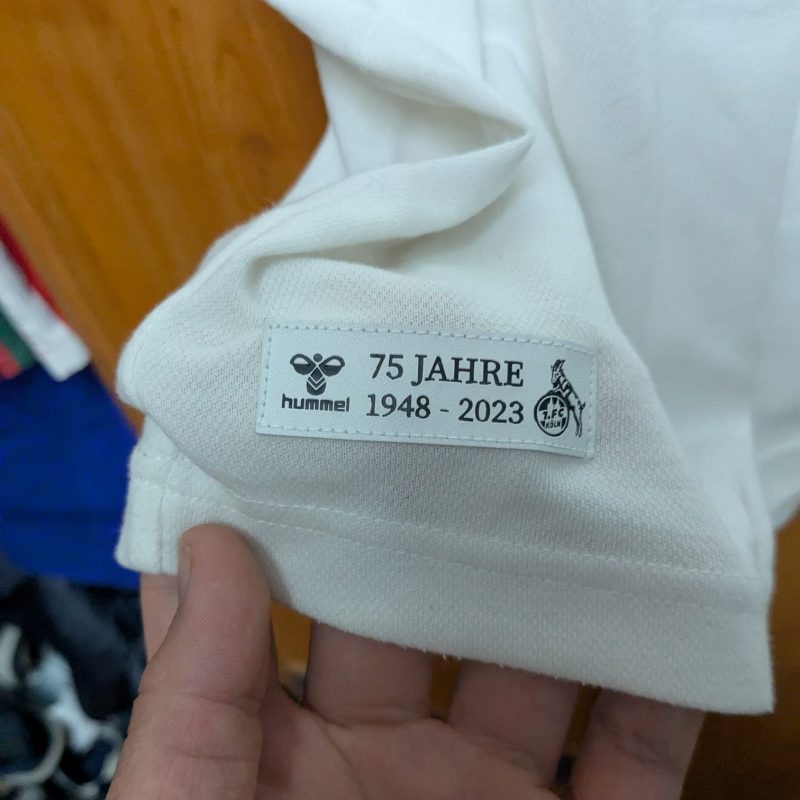 75 JAHRE
hummel 1948 - 2023
1.FC
KÖLN